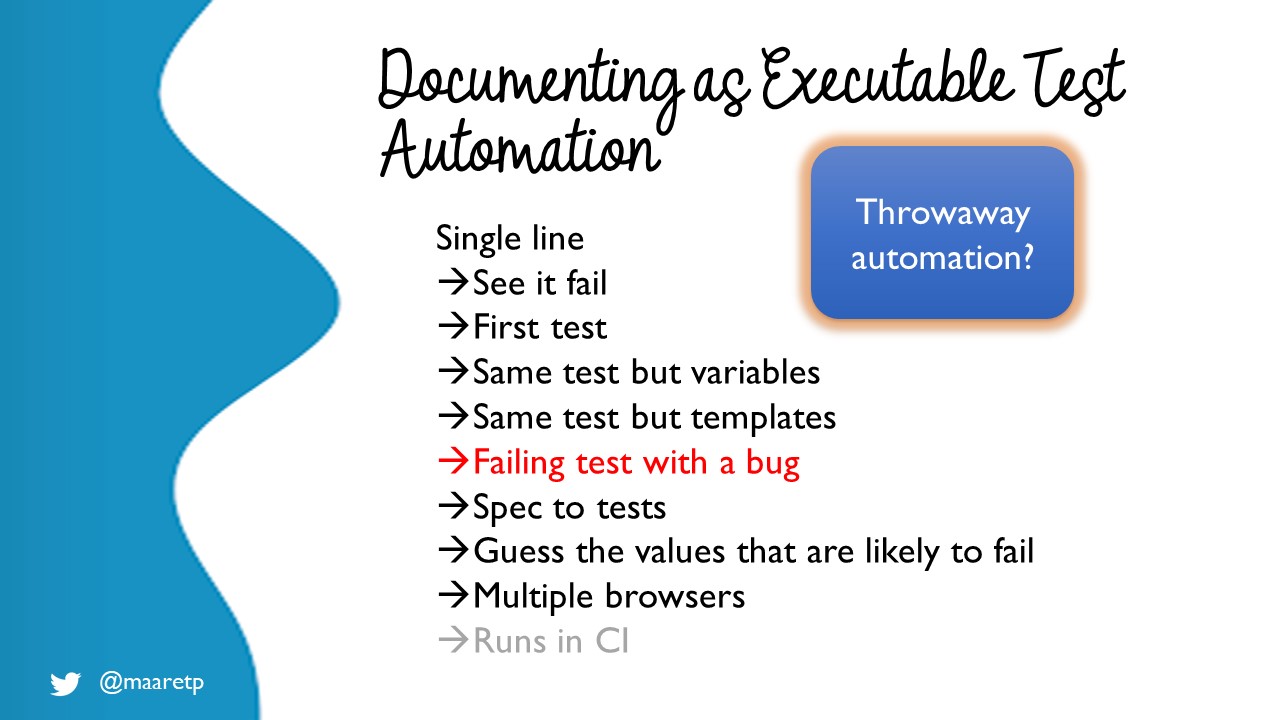 Documenting as Executable Test
Automation
Throwaway
automation?
Single line
→See it fail
→First test
→Same test but variables
→Same test but templates
→Failing test with a bug
→Spec to tests
→Guess the values that are likely to fail
→Multiple browsers
→Runs in CI
@maaretp